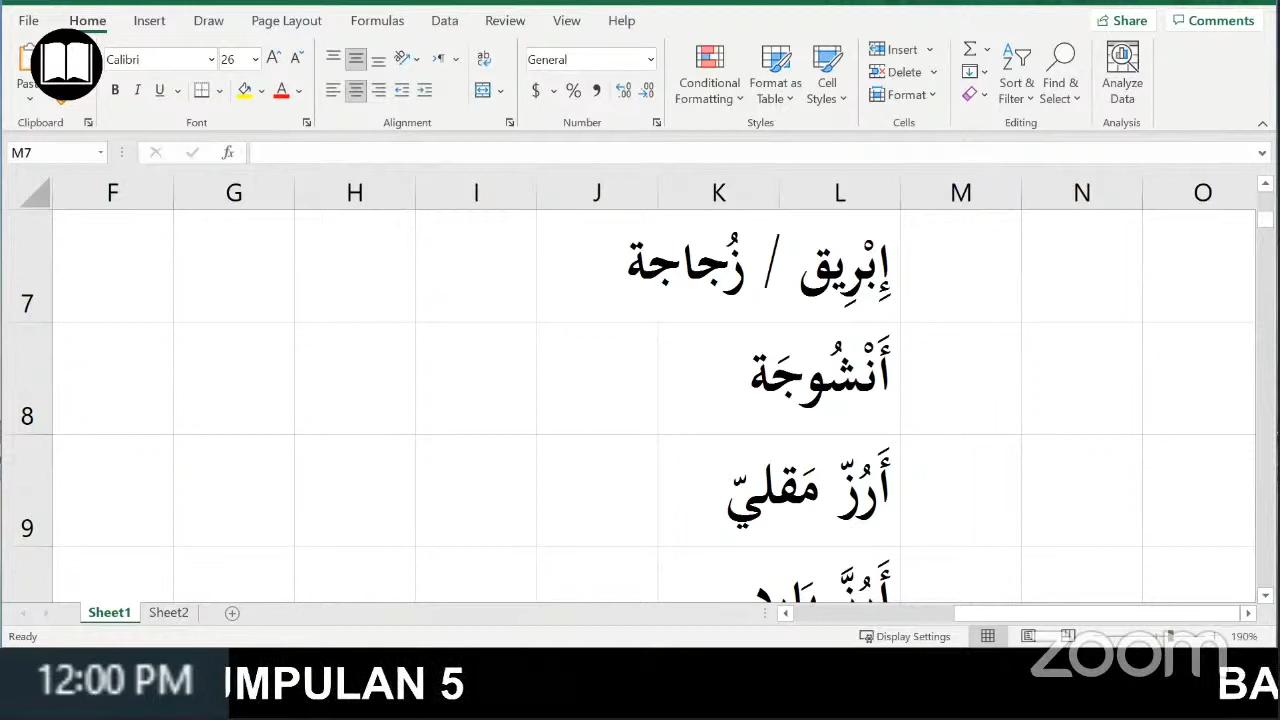 File Home Insert Draw Page Layout Formulas Data Review View Help Share Comments
Calibri 26 General
Insert
Delete
Format
Conditional Formatting
Formatas Table
Cell Styles
Sort & Filter
Find & Select
Analyze Data
Clipboard Font Alignment Number Styles Cells Editing Analysis
M7 fx
F G H I J K L M N O
7 إِبْرِيق / زُجاجة
8 أَنْشُوجَة
9 أَرُزّ مَقليّ
Sheet1 Sheet2
Ready Display Settings 190%
zoom
12:00 PM UMPULAN 5 BA